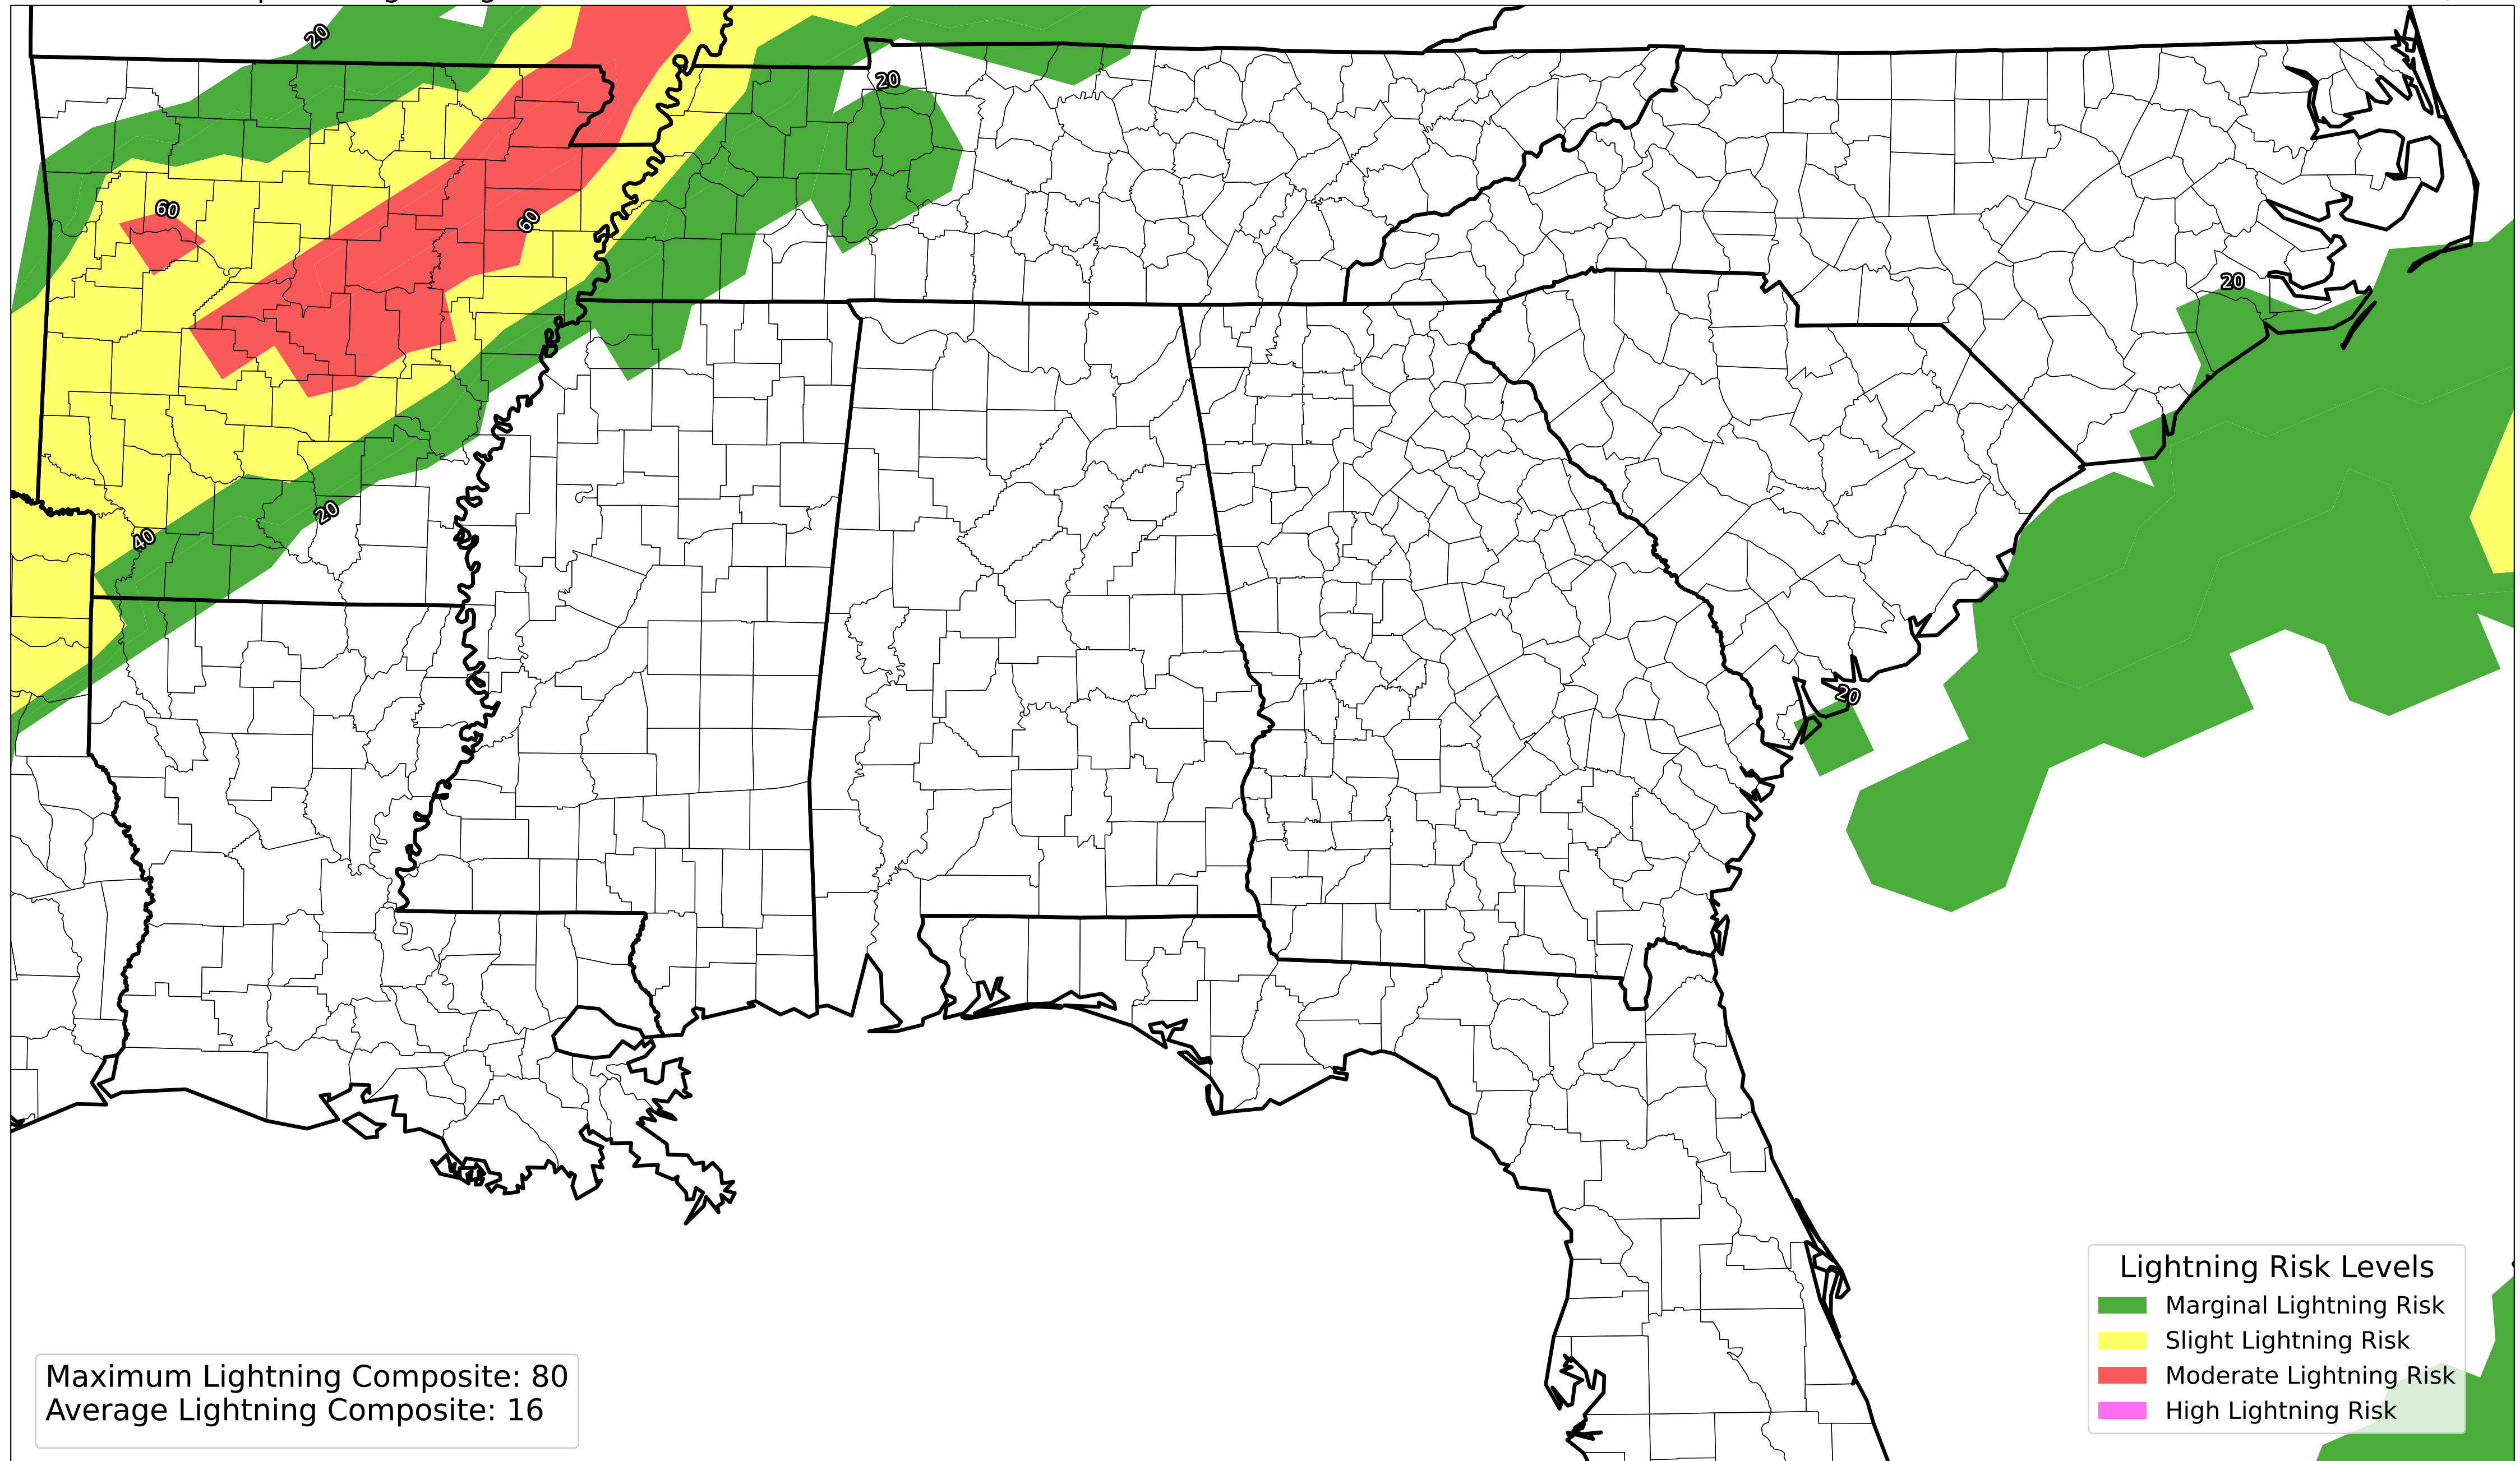 20
20
60
60
20
20
40
20
Lightning Risk Levels
Marginal Lightning Risk
Slight Lightning Risk
Moderate Lightning Risk
High Lightning Risk
Maximum Lightning Composite: 80
Average Lightning Composite: 16